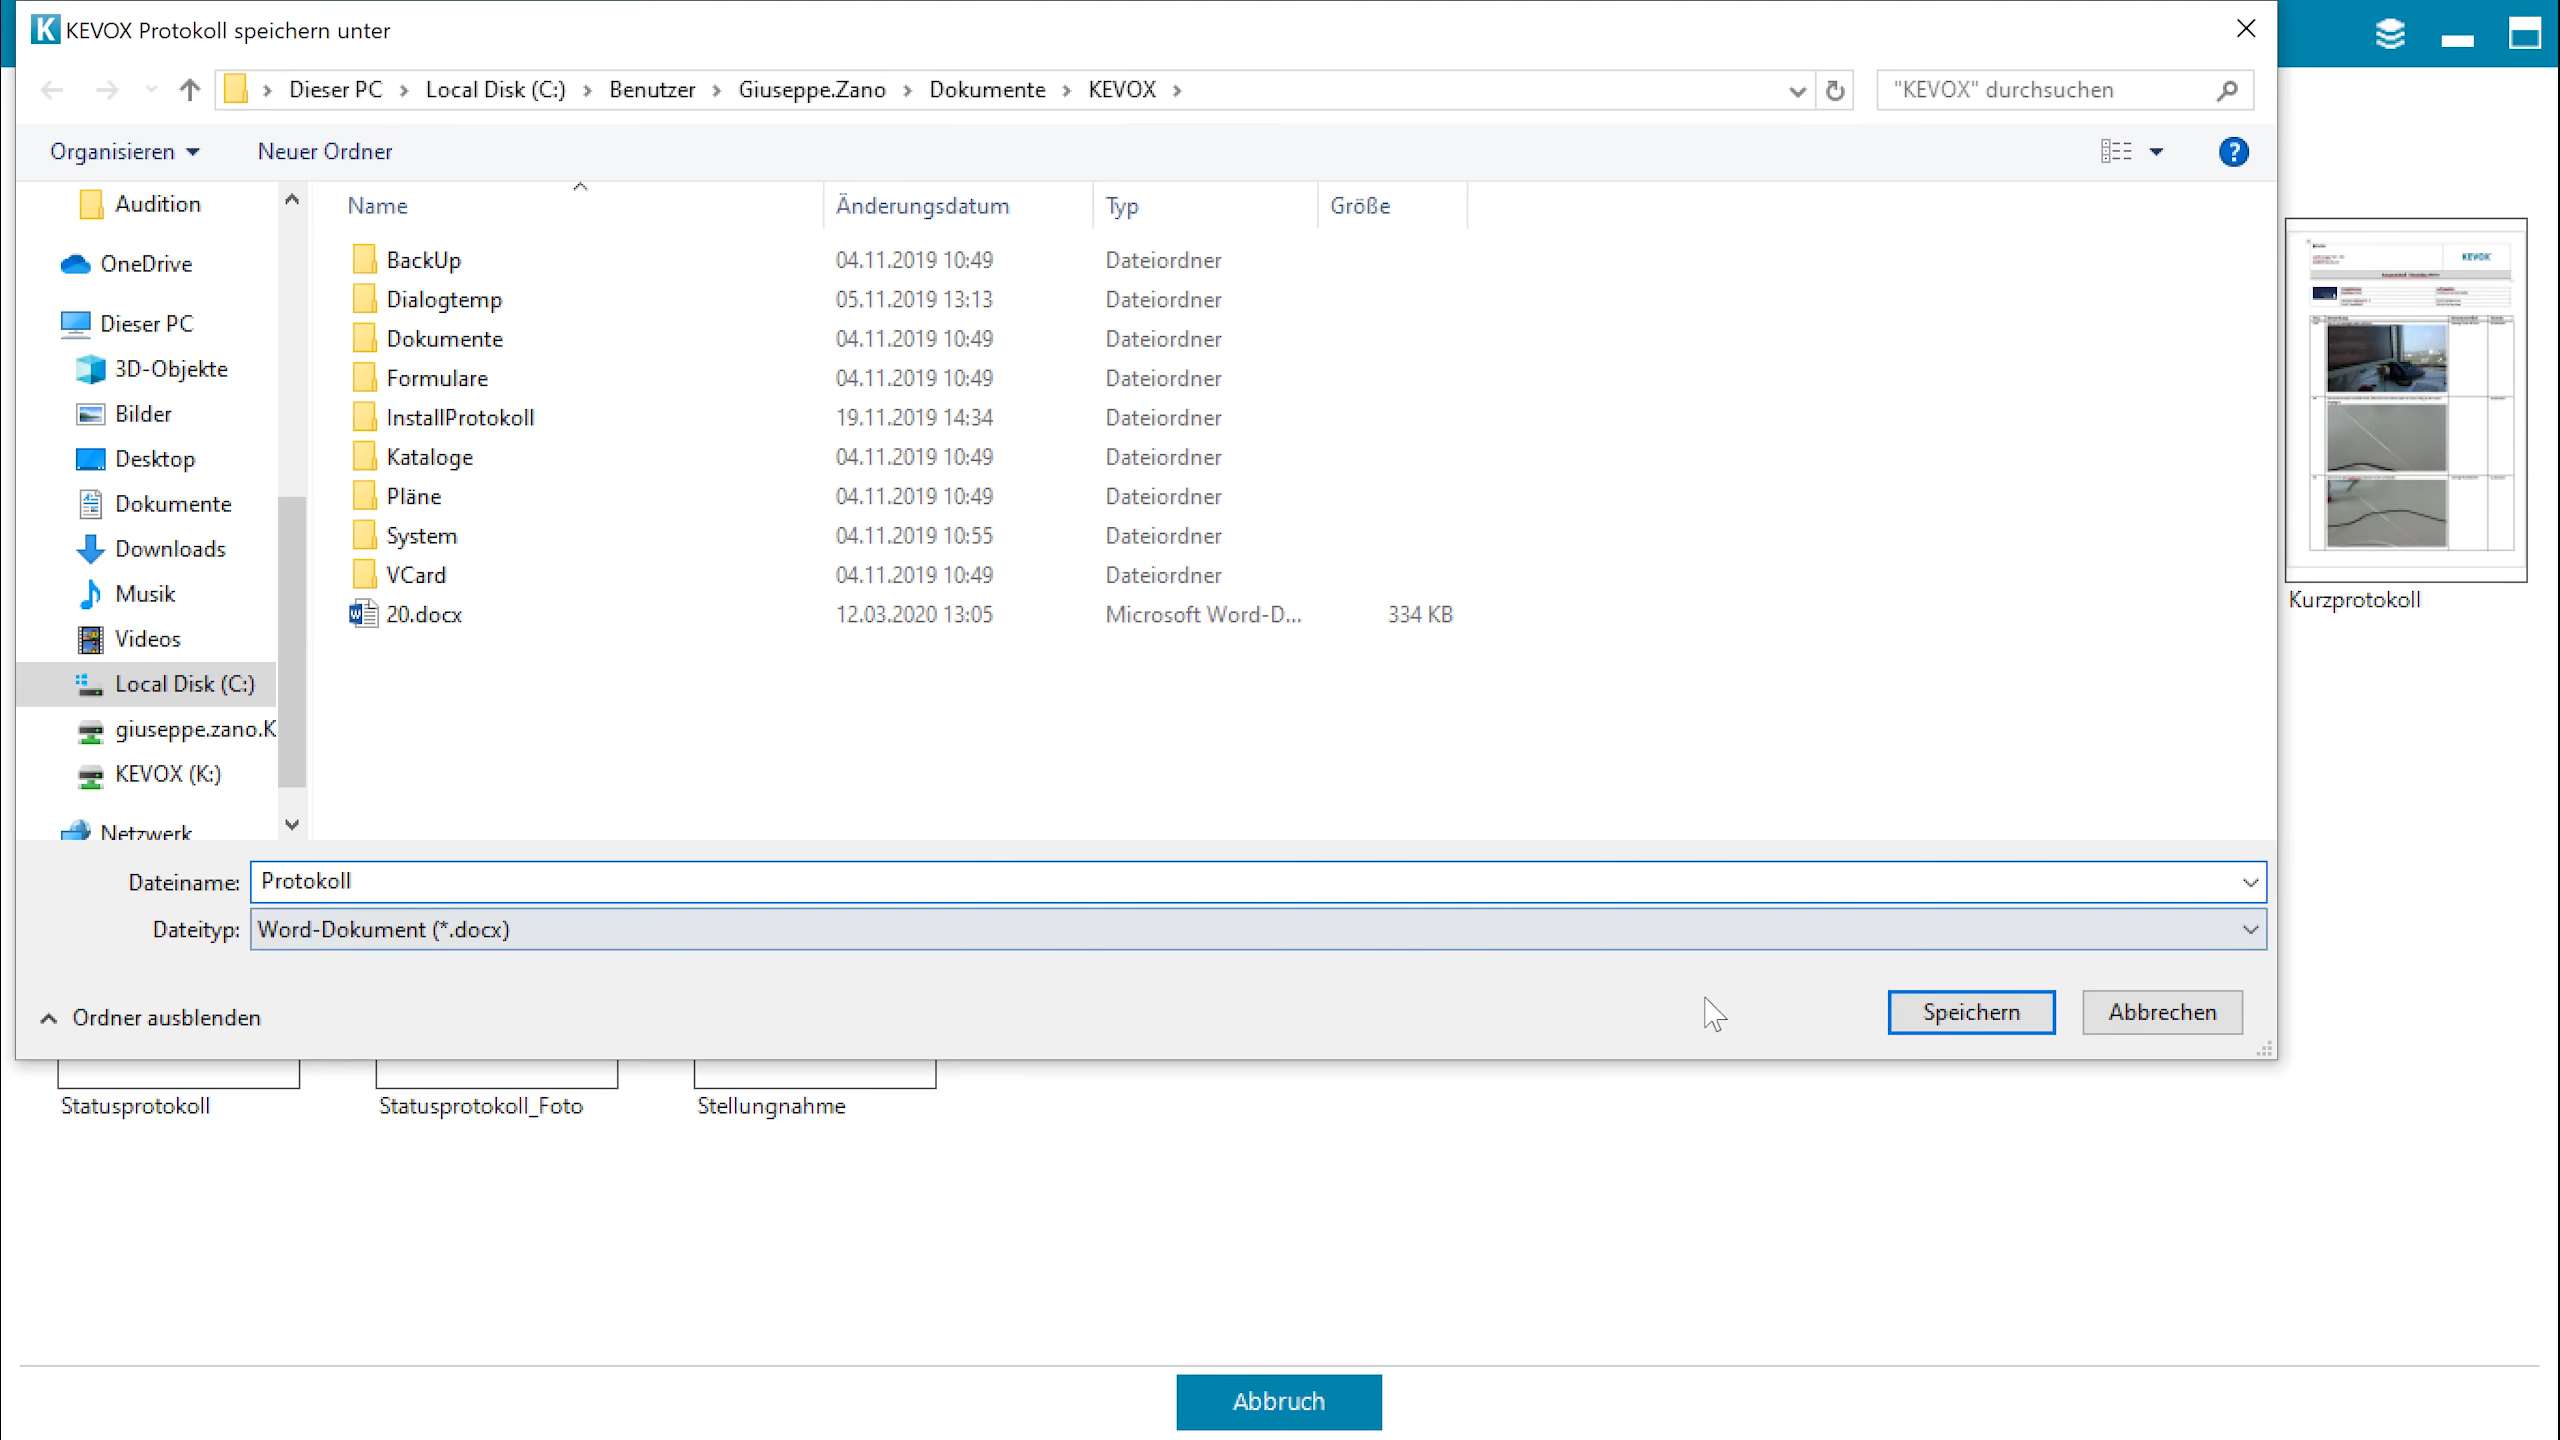 K KEVOX Protokoll speichern unter
Dieser PC > Local Disk (C:) > Benutzer > Giuseppe.Zano > Dokumente > KEVOX >
"KEVOX" durchsuchen
Organisieren
Neuer Ordner
?
Audition
OneDrive
Dieser PC
3D-Objekte
Bilder
Desktop
Dokumente
Downloads
Musik
Videos
Local Disk (C:)
giuseppe.zano.K
KEVOX (K:)
Netzwerk
Name Änderungsdatum Typ Größe
BackUp 04.11.2019 10:49 Dateiordner
Dialogtemp 05.11.2019 13:13 Dateiordner
Dokumente 04.11.2019 10:49 Dateiordner
Formulare 04.11.2019 10:49 Dateiordner
InstallProtokoll 19.11.2019 14:34 Dateiordner
Kataloge 04.11.2019 10:49 Dateiordner
Pläne 04.11.2019 10:49 Dateiordner
System 04.11.2019 10:55 Dateiordner
VCard 04.11.2019 10:49 Dateiordner
20.docx 12.03.2020 13:05 Microsoft Word-D... 334 KB
KEVOX
Kurzprotokoll
Dateiname: Protokoll
Dateityp: Word-Dokument (*.docx)
Ordner ausblenden
Speichern
Abbrechen
Statusprotokoll
Statusprotokoll_Foto
Stellungnahme
Abbruch